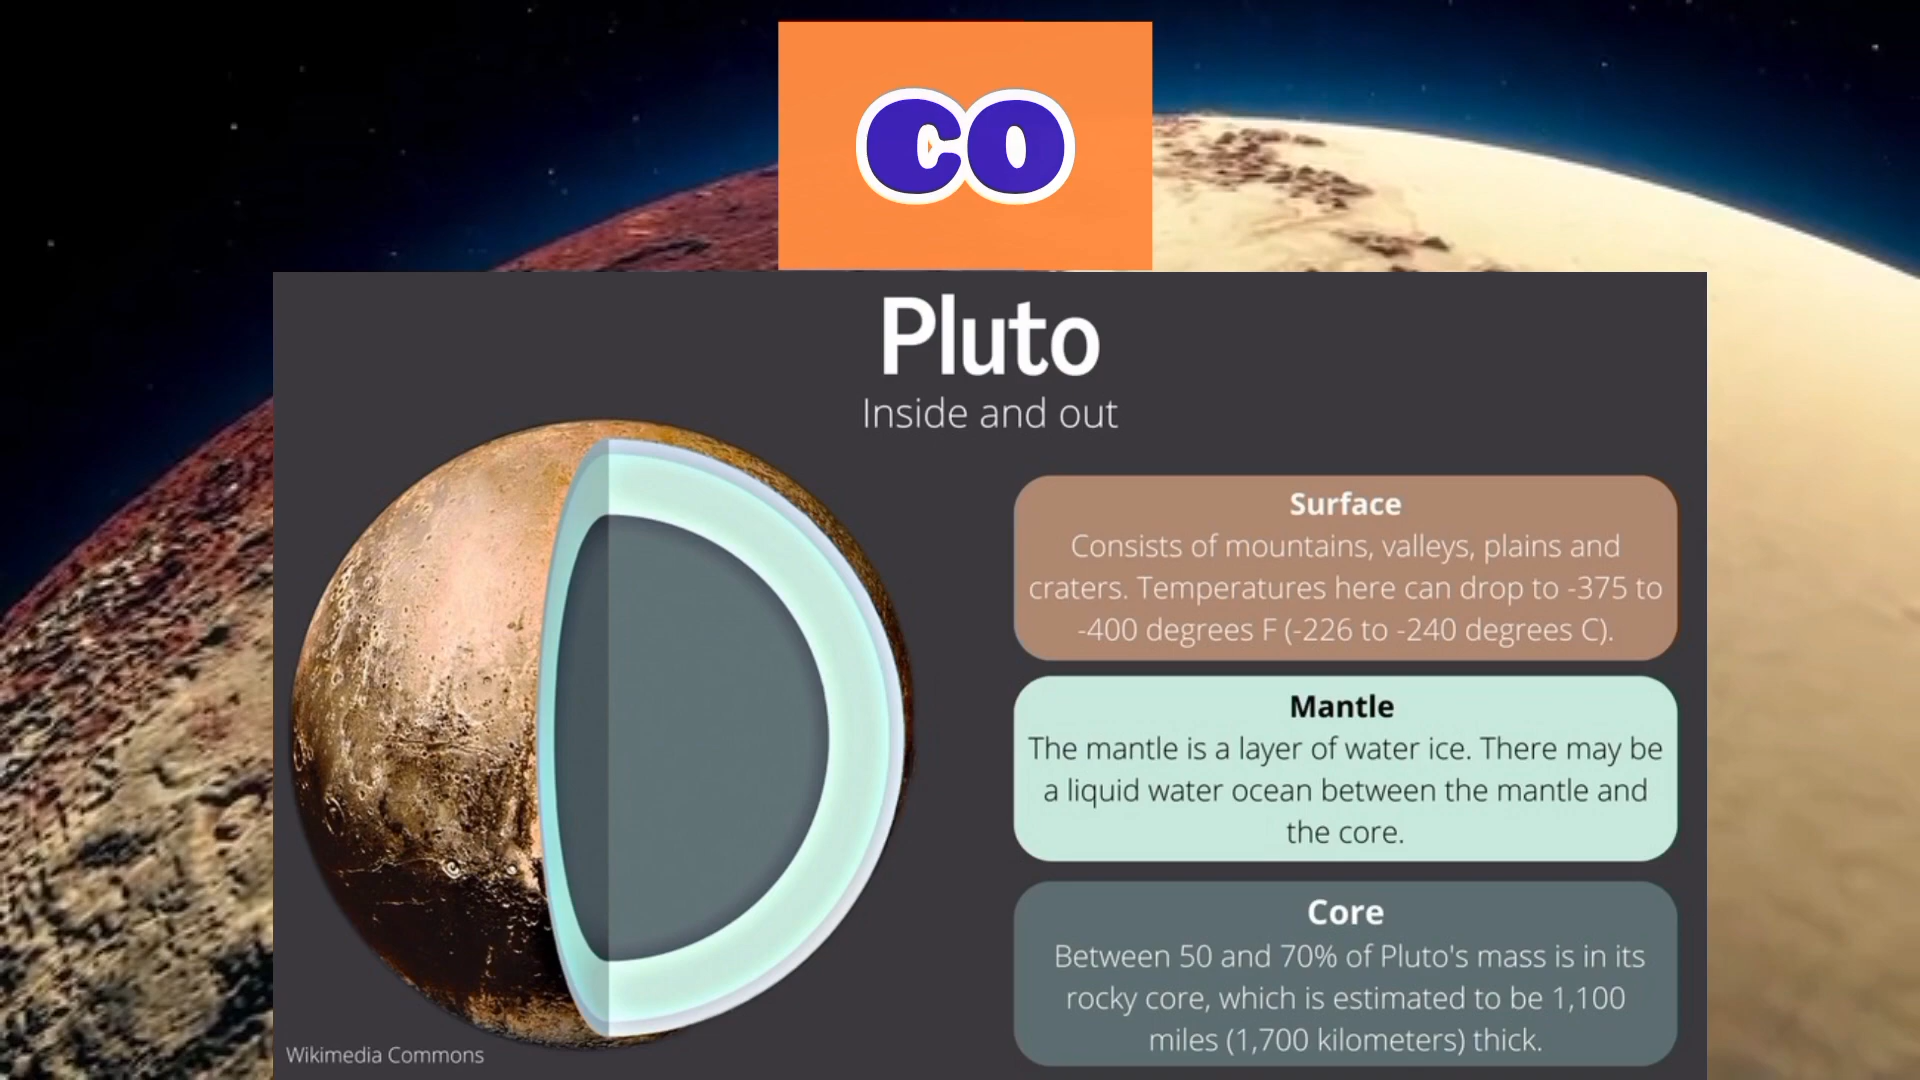 CO
Pluto
Inside and out
Surface
Consists of mountains, valleys, plains and
craters. Temperatures here can drop to -375 to
-400 degrees F (-226 to -240 degrees C).
Mantle
The mantle is a layer of water ice. There may be
a liquid water ocean between the mantle and
the core.
Core
Between 50 and 70% of Pluto's mass is in its
rocky core, which is estimated to be 1,100
miles (1,700 kilometers) thick.
Wikimedia Commons